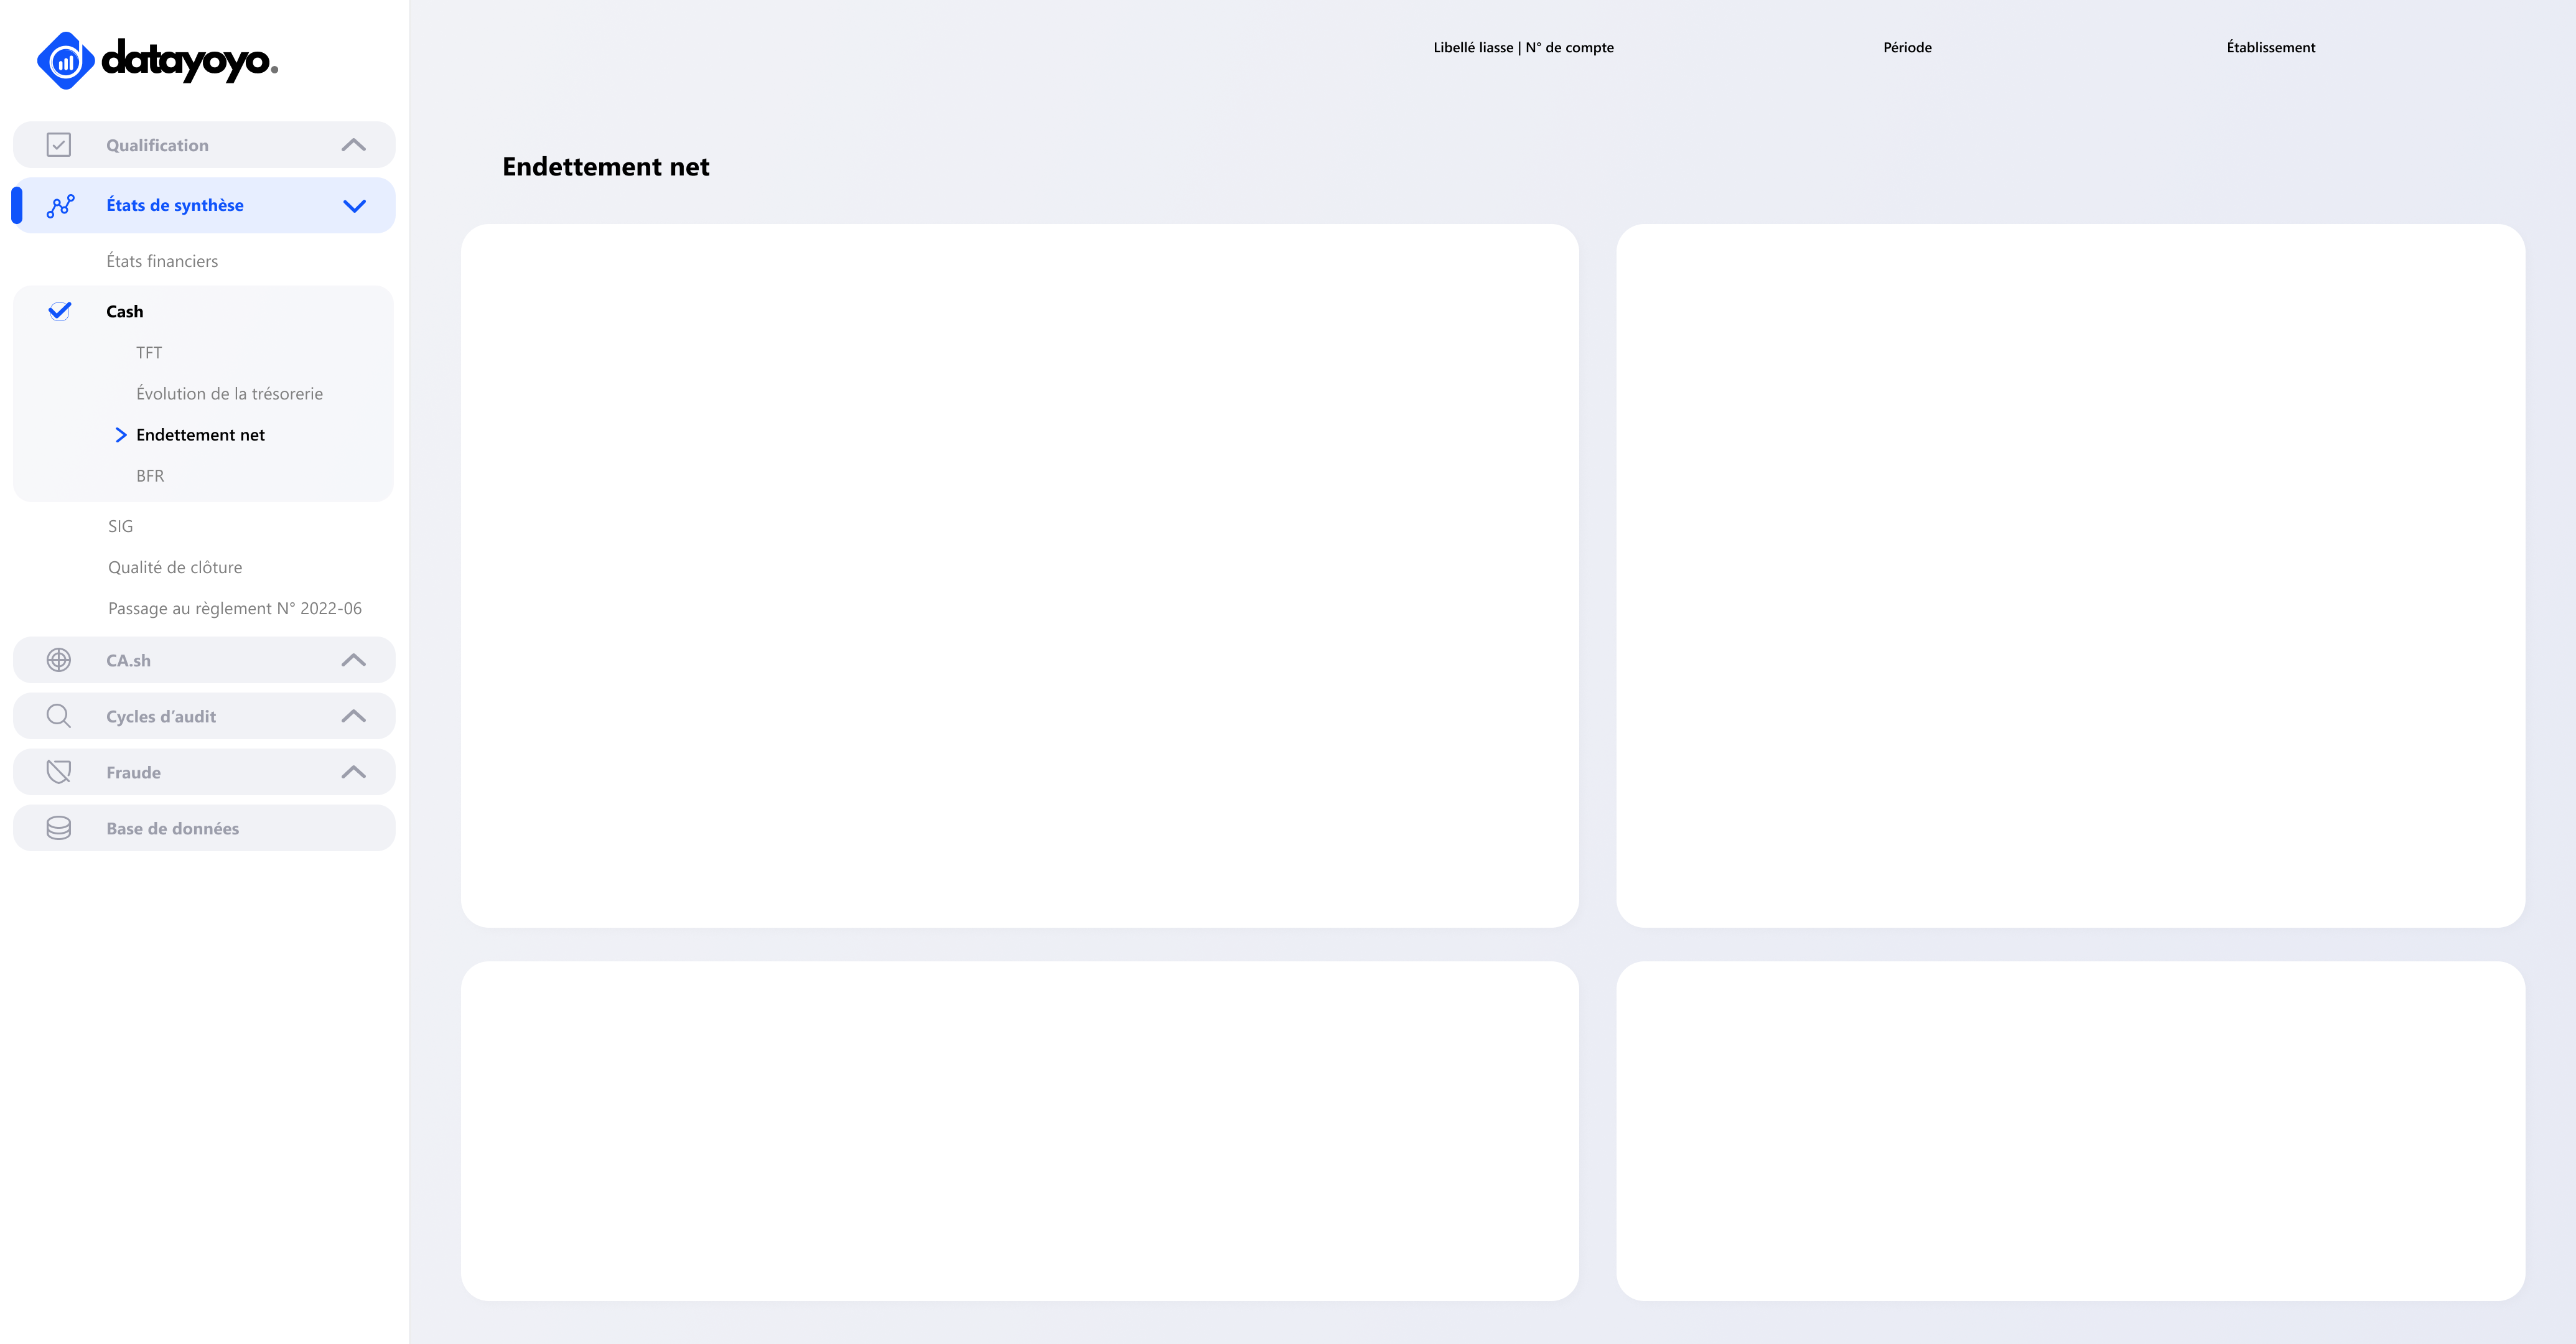 datayoyo.
Libellé liasse | N° de compte
Période
Établissement
Qualification
États de synthèse
États financiers
Cash
TFT
Évolution de la trésorerie
Endettement net
BFR
SIG
Qualité de clôture
Passage au règlement N° 2022-06
CA.sh
Cycles d’audit
Fraude
Base de données
Endettement net